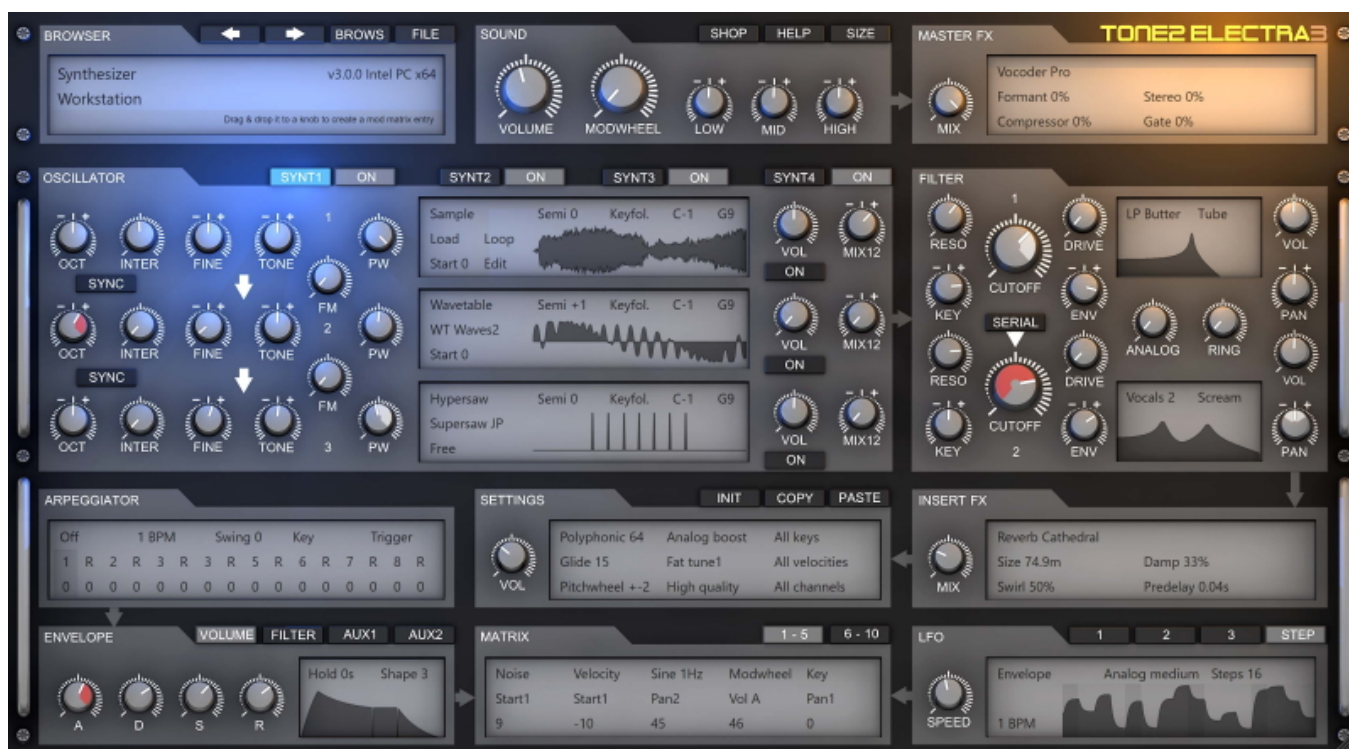 BROWSER BROWS FILE
Synthesizer v3.0.0 Intel PC x64
Workstation
Drag & drop it to a knob to create a mod matrix entry
SOUND SHOP HELP SIZE
VOLUME MODWHEEL LOW MID HIGH
MASTER FX TONE2 ELECTRA3
MIX
Vocoder Pro
Formant 0% Stereo 0%
Compressor 0% Gate 0%
OSCILLATOR SYNT1 ON SYNT2 ON SYNT3 ON SYNT4 ON
1
OCT INTER FINE TONE PW
SYNC FM
2
OCT INTER FINE TONE PW
SYNC FM
OCT INTER FINE TONE 3 PW
Sample Semi 0 Keyfol. C-1 G9
Load Loop
Start 0 Edit
VOL MIX12
ON
Wavetable Semi +1 Keyfol. C-1 G9
WT Waves2
Start 0
VOL MIX12
ON
Hypersaw Semi 0 Keyfol. C-1 G9
Supersaw JP
Free
VOL MIX12
ON
FILTER
1
RESO CUTOFF DRIVE
LP Butter Tube
VOL
KEY SERIAL ENV
ANALOG RING
PAN
RESO CUTOFF DRIVE
Vocals 2 Scream
VOL
KEY 2 ENV
PAN
ARPEGGIATOR
Off 1 BPM Swing 0 Key Trigger
1 R 2 R 3 R 3 R 5 R 6 R 7 R 8 R
0 0 0 0 0 0 0 0 0 0 0 0 0 0 0 0
SETTINGS INIT COPY PASTE
VOL
Polyphonic 64 Analog boost All keys
Glide 15 Fat tune1 All velocities
Pitchwheel +-2 High quality All channels
INSERT FX
MIX
Reverb Cathedral
Size 74.9m Damp 33%
Swirl 50% Predelay 0.04s
ENVELOPE VOLUME FILTER AUX1 AUX2
A D S R
Hold 0s Shape 3
MATRIX 1 - 5 6 - 10
Noise Velocity Sine 1Hz Modwheel Key
Start1 Start1 Pan2 Vol A Pan1
9 -10 45 46 0
LFO 1 2 3 STEP
SPEED
Envelope Analog medium Steps 16
1 BPM